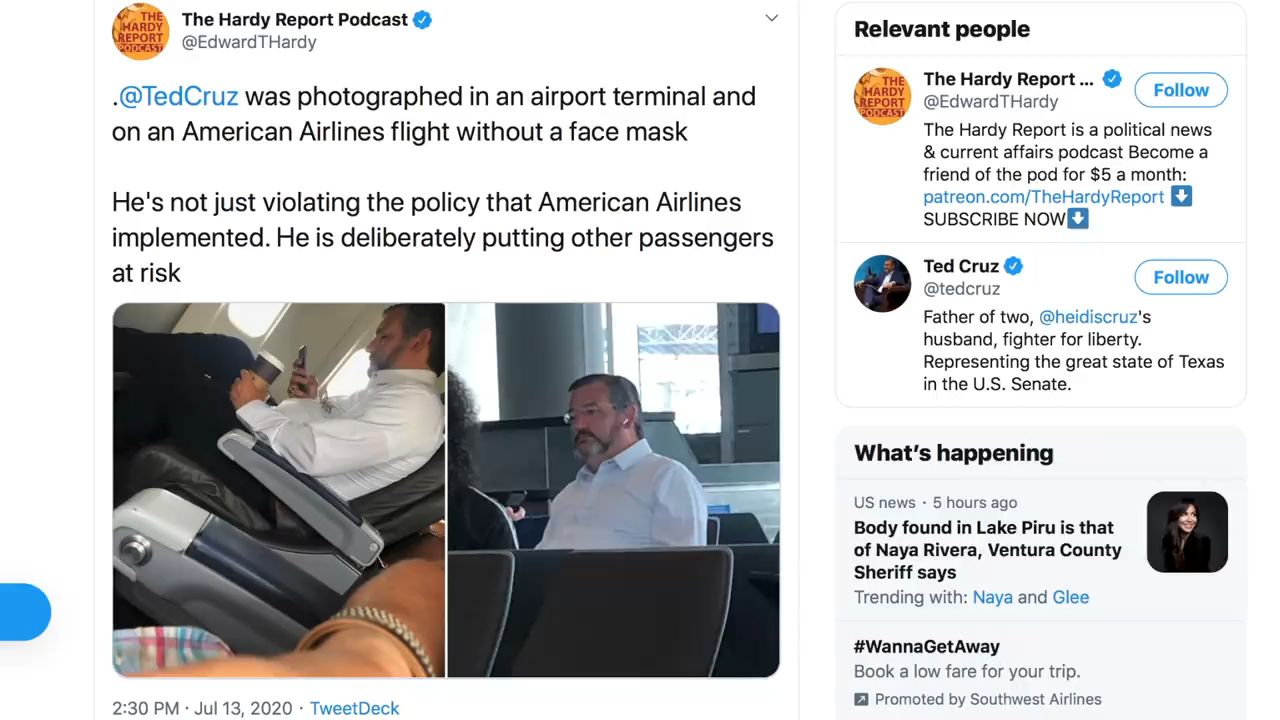 THE
HARDY
REPORT
PODCAST
The Hardy Report Podcast
@EdwardTHardy
.@TedCruz was photographed in an airport terminal and
on an American Airlines flight without a face mask
He's not just violating the policy that American Airlines
implemented. He is deliberately putting other passengers
at risk
2:30 PM · Jul 13, 2020 · TweetDeck
Relevant people
THE
HARDY
REPORT
PODCAST
The Hardy Report ...
@EdwardTHardy
Follow
The Hardy Report is a political news
& current affairs podcast Become a
friend of the pod for $5 a month:
patreon.com/TheHardyReport
SUBSCRIBE NOW
Ted Cruz
@tedcruz
Follow
Father of two, @heidiscruz's
husband, fighter for liberty.
Representing the great state of Texas
in the U.S. Senate.
What's happening
US news · 5 hours ago
Body found in Lake Piru is that
of Naya Rivera, Ventura County
Sheriff says
Trending with: Naya and Glee
#WannaGetAway
Book a low fare for your trip.
Promoted by Southwest Airlines